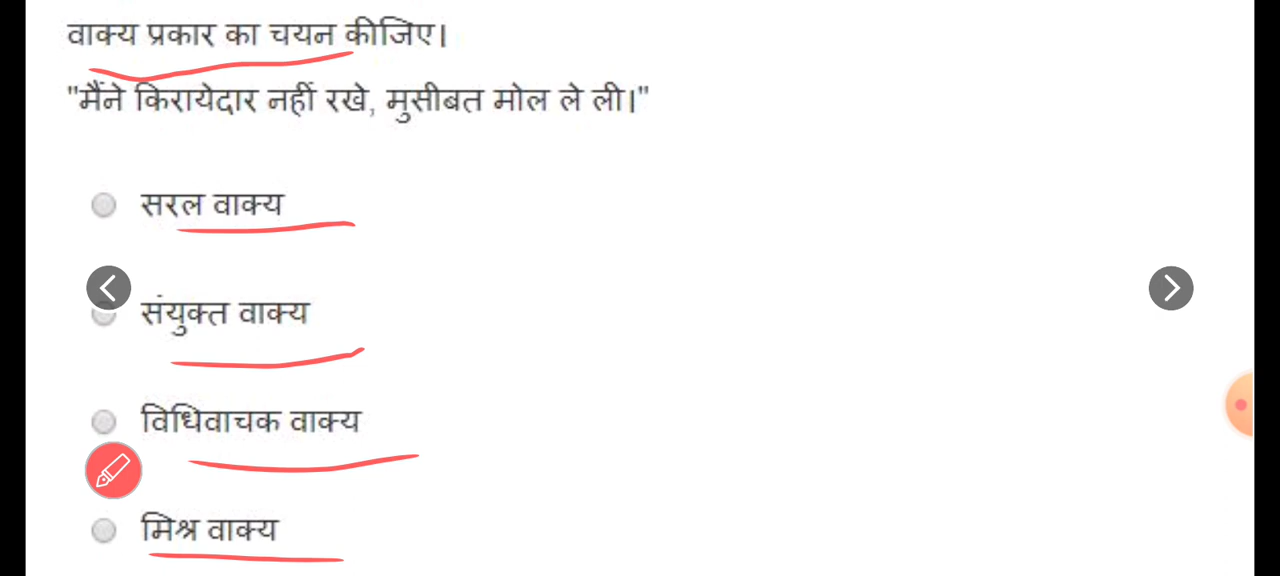 वाक्य प्रकार का चयन कीजिए।
"मैंने किरायेदार नहीं रखे, मुसीबत मोल ले ली।"
सरल वाक्य
संयुक्त वाक्य
विधिवाचक वाक्य
मिश्र वाक्य